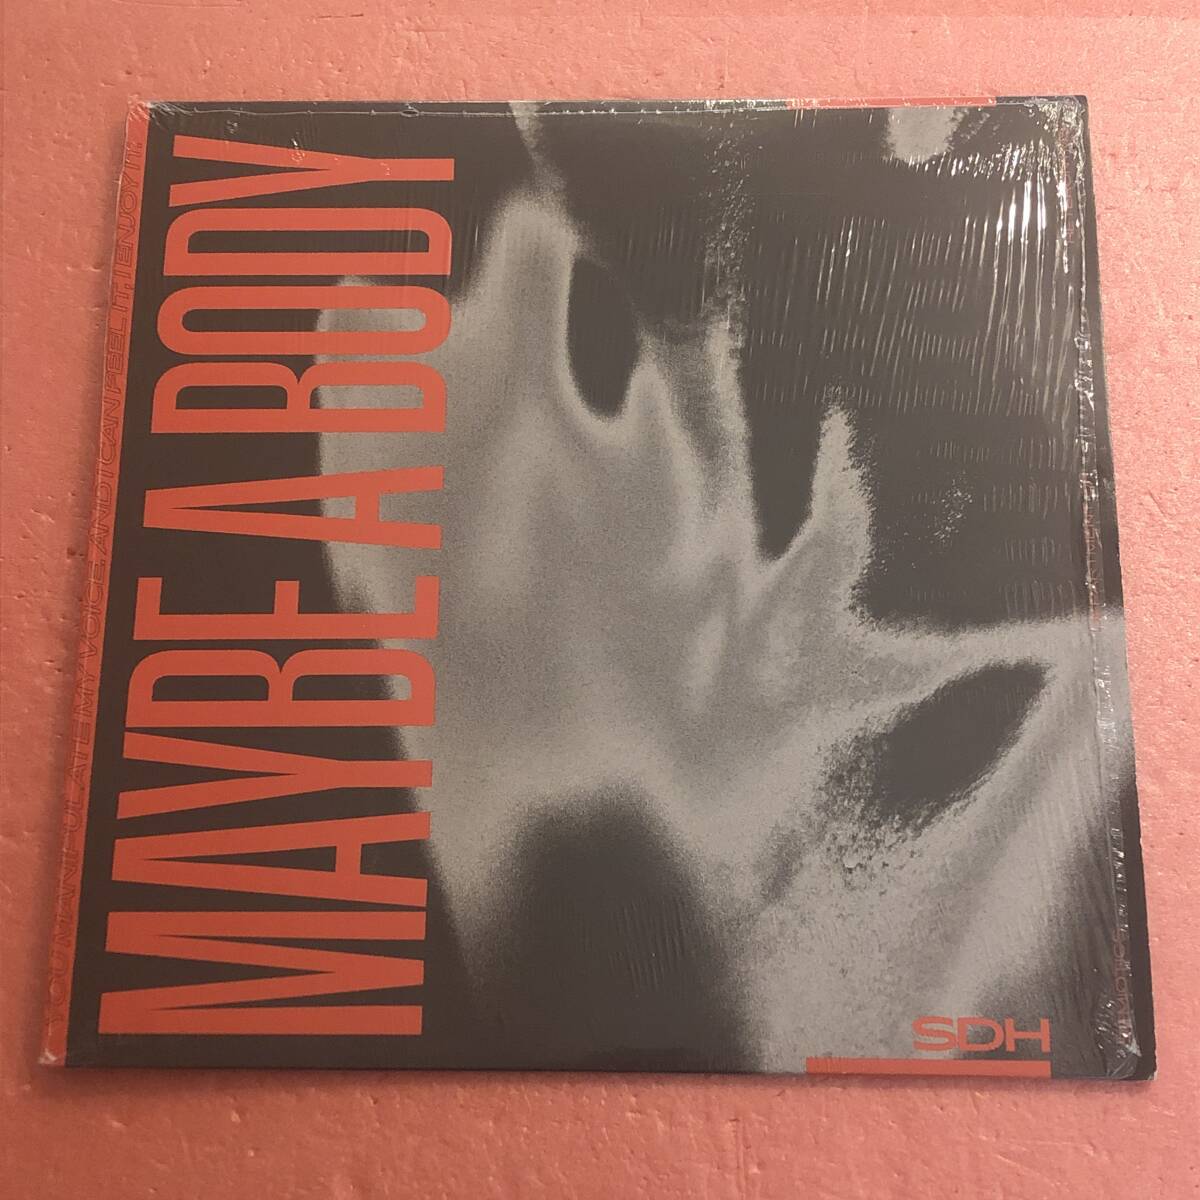 YOU MANIPULATE MY VOICE. AND I CAN FEEL IT, I ENJOY IT.
MAYBE A BODY
SDH